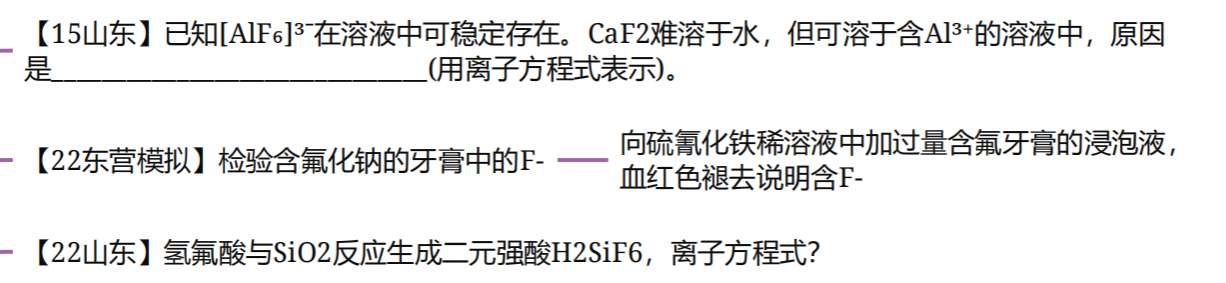 【15山东】已知[AlF₆]³⁻在溶液中可稳定存在。CaF2难溶于水，但可溶于含Al³⁺的溶液中，原因
是______________________________(用离子方程式表示)。
【22东营模拟】检验含氟化钠的牙膏中的F-
向硫氰化铁稀溶液中加过量含氟牙膏的浸泡液，
血红色褪去说明含F-
【22山东】氢氟酸与SiO2反应生成二元强酸H2SiF6，离子方程式?